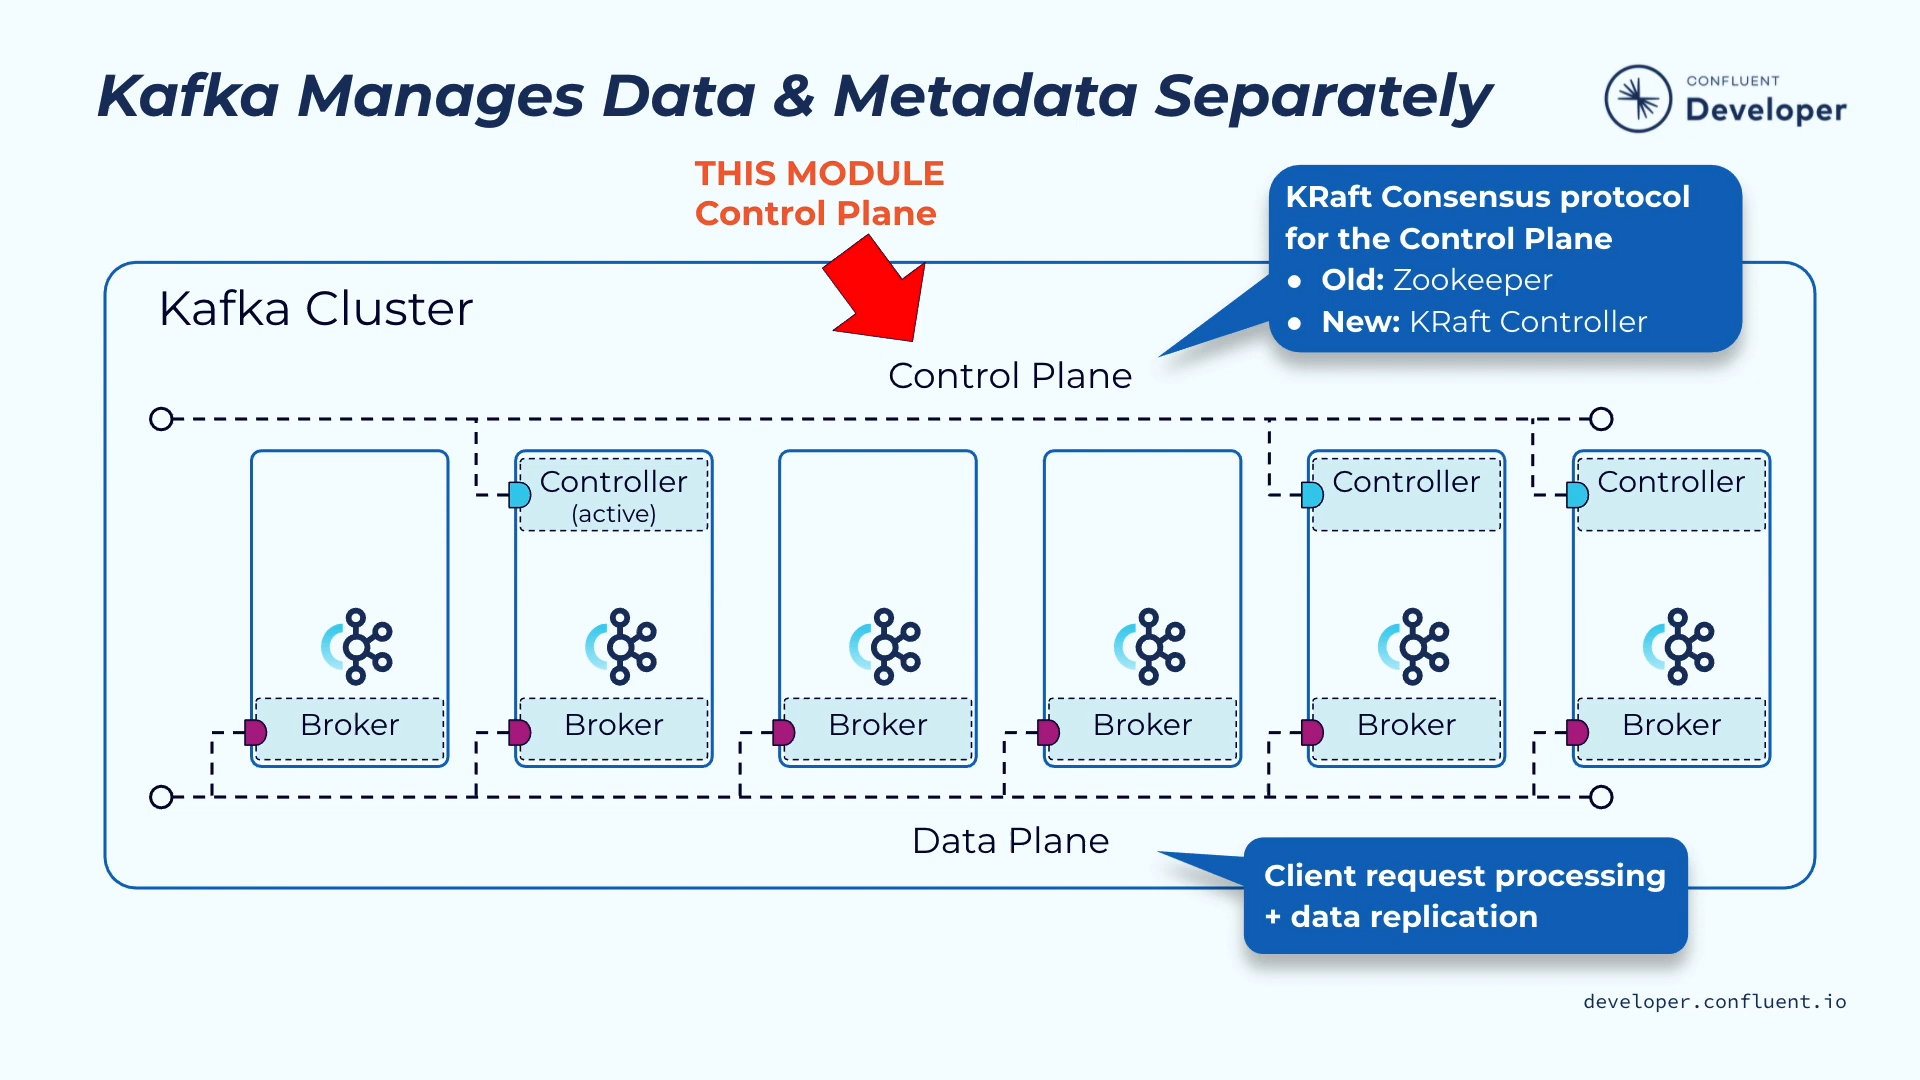 Kafka Manages Data & Metadata Separately
CONFLUENT
Developer
THIS MODULE
Control Plane
KRaft Consensus protocol
for the Control Plane
● Old: Zookeeper
● New: KRaft Controller
Kafka Cluster
Control Plane
Controller
(active)
Controller
Controller
Broker
Broker
Broker
Broker
Broker
Broker
Data Plane
Client request processing
+ data replication
developer.confluent.io